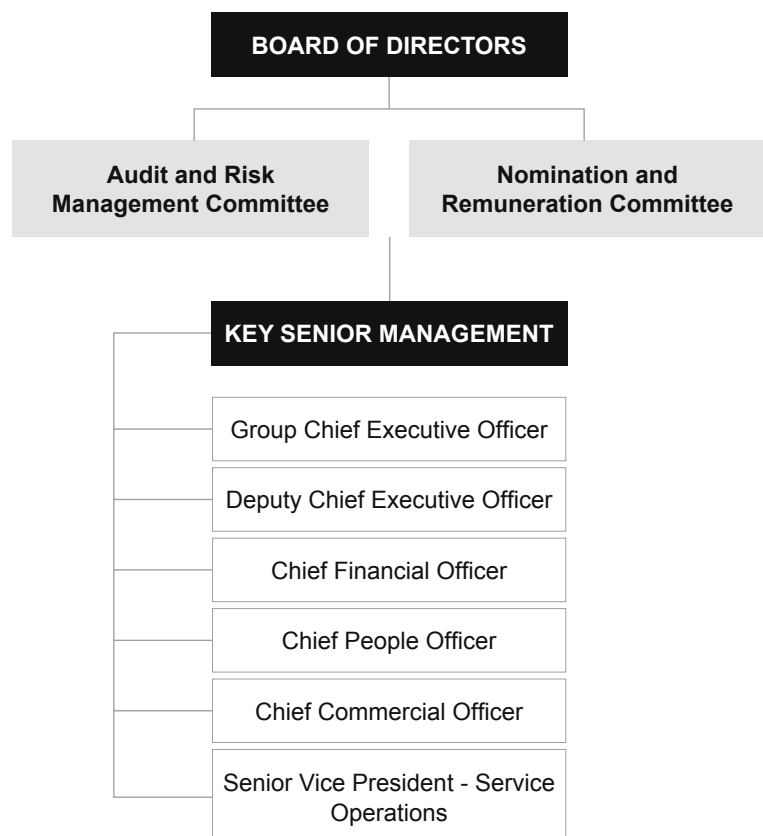 BOARD OF DIRECTORS
Audit and Risk
Management Committee
Nomination and
Remuneration Committee
KEY SENIOR MANAGEMENT
Group Chief Executive Officer
Deputy Chief Executive Officer
Chief Financial Officer
Chief People Officer
Chief Commercial Officer
Senior Vice President - Service
Operations